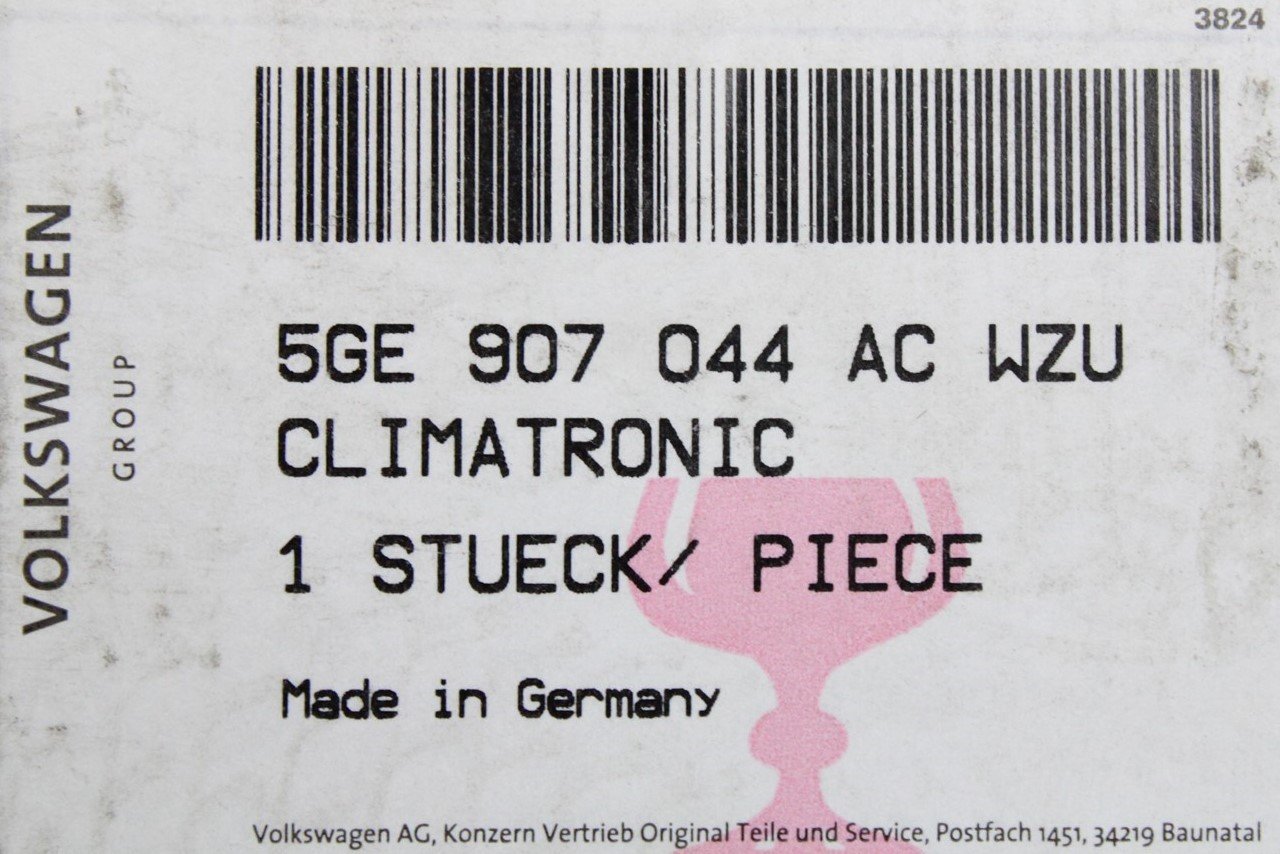 3824
VOLKSWAGEN
GROUP
5GE 907 044 AC WZU
CLIMATRONIC
1 STUECK/ PIECE
Made in Germany
Volkswagen AG, Konzern Vertrieb Original Teile und Service, Postfach 1451, 34219 Baunatal